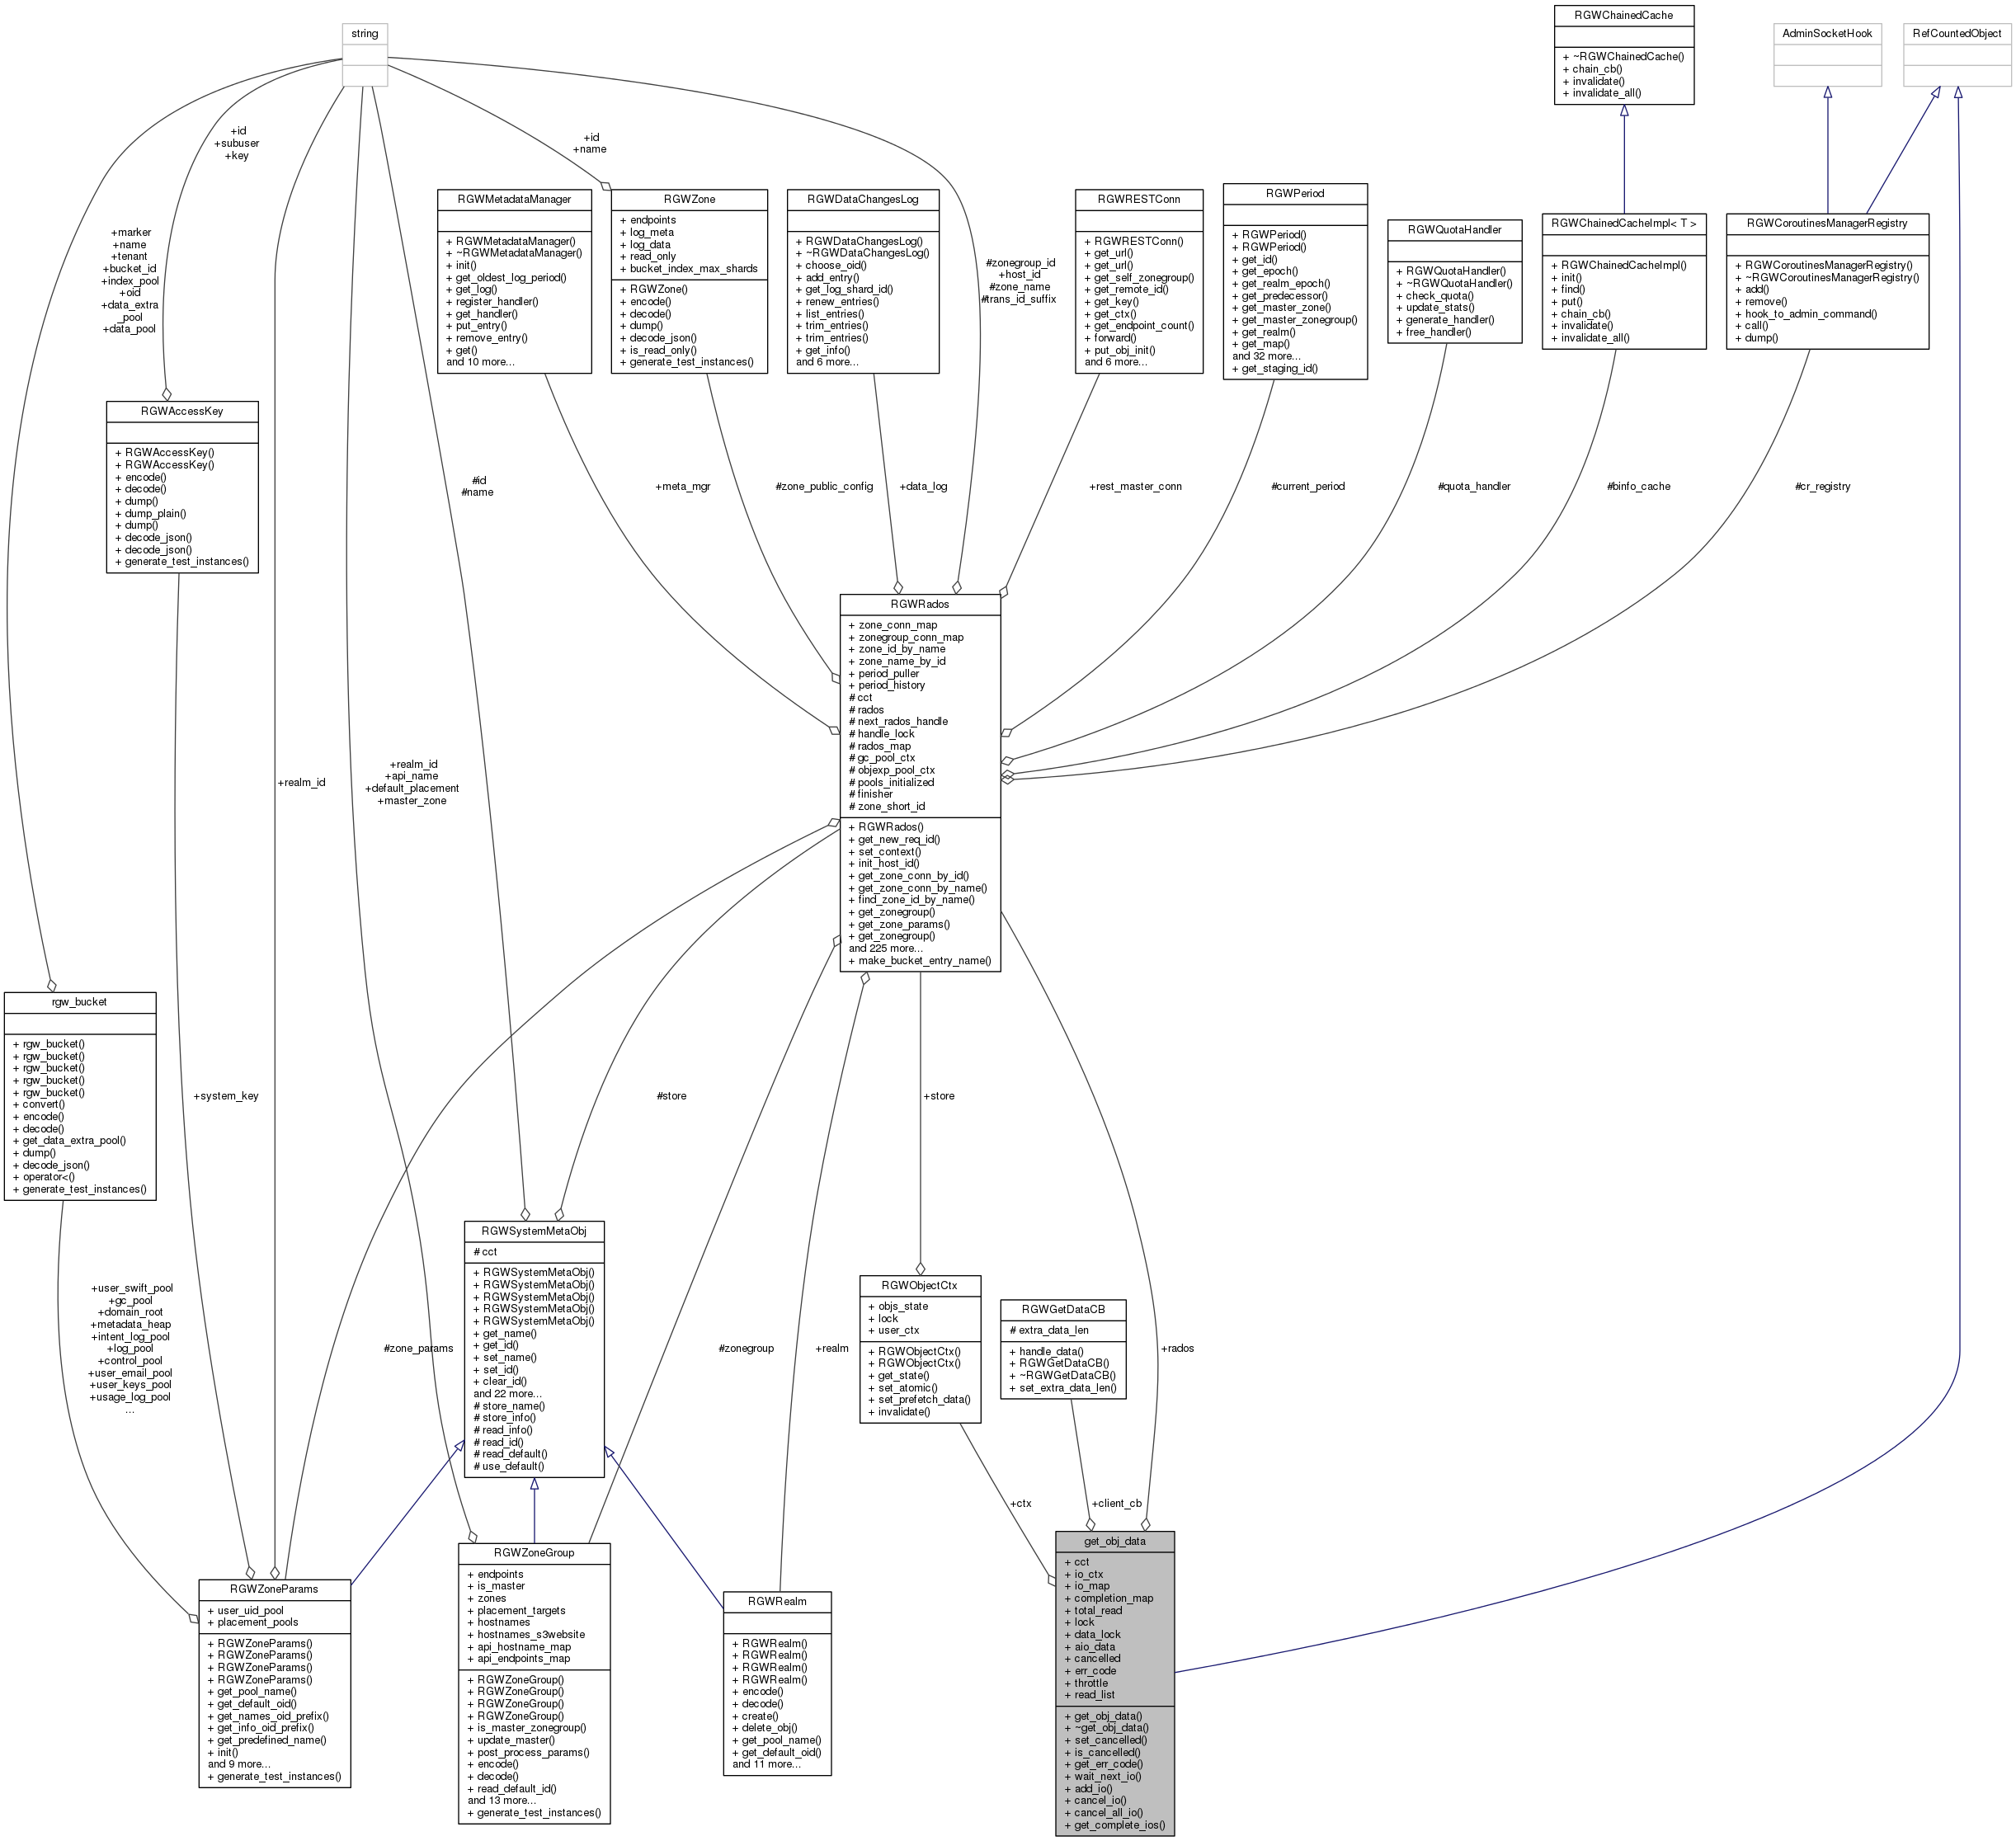 string
RGWChainedCache
+ ~RGWChainedCache()
+ chain_cb()
+ invalidate()
+ invalidate_all()
AdminSocketHook
RefCountedObject
+id
+subuser
+key
+id
+name
+marker
+name
+tenant
+bucket_id
+index_pool
+oid
+data_extra
_pool
+data_pool
#zonegroup_id
+host_id
#zone_name
#trans_id_suffix
RGWMetadataManager
+ RGWMetadataManager()
+ ~RGWMetadataManager()
+ init()
+ get_oldest_log_period()
+ get_log()
+ register_handler()
+ get_handler()
+ put_entry()
+ remove_entry()
+ get()
and 10 more...
RGWZone
+ endpoints
+ log_meta
+ log_data
+ read_only
+ bucket_index_max_shards
+ RGWZone()
+ encode()
+ decode()
+ dump()
+ decode_json()
+ is_read_only()
+ generate_test_instances()
RGWDataChangesLog
+ RGWDataChangesLog()
+ ~RGWDataChangesLog()
+ choose_oid()
+ add_entry()
+ get_log_shard_id()
+ renew_entries()
+ list_entries()
+ trim_entries()
+ trim_entries()
+ get_info()
and 6 more...
RGWRESTConn
+ RGWRESTConn()
+ get_url()
+ get_url()
+ get_self_zonegroup()
+ get_remote_id()
+ get_key()
+ get_ctx()
+ get_endpoint_count()
+ forward()
+ put_obj_init()
and 6 more...
RGWPeriod
+ RGWPeriod()
+ RGWPeriod()
+ get_id()
+ get_epoch()
+ get_realm_epoch()
+ get_predecessor()
+ get_master_zone()
+ get_master_zonegroup()
+ get_realm()
+ get_map()
and 32 more...
+ get_staging_id()
RGWQuotaHandler
+ RGWQuotaHandler()
+ ~RGWQuotaHandler()
+ check_quota()
+ update_stats()
+ generate_handler()
+ free_handler()
RGWChainedCacheImpl< T >
+ RGWChainedCacheImpl()
+ init()
+ find()
+ put()
+ chain_cb()
+ invalidate()
+ invalidate_all()
RGWCoroutinesManagerRegistry
+ RGWCoroutinesManagerRegistry()
+ ~RGWCoroutinesManagerRegistry()
+ add()
+ remove()
+ hook_to_admin_command()
+ call()
+ dump()
RGWAccessKey
+ RGWAccessKey()
+ RGWAccessKey()
+ encode()
+ decode()
+ dump()
+ dump_plain()
+ dump()
+ decode_json()
+ decode_json()
+ generate_test_instances()
#id
#name
+meta_mgr
#zone_public_config
+data_log
+rest_master_conn
#current_period
#quota_handler
#binfo_cache
#cr_registry
RGWRados
+ zone_conn_map
+ zonegroup_conn_map
+ zone_id_by_name
+ zone_name_by_id
+ period_puller
+ period_history
# cct
# rados
# next_rados_handle
# handle_lock
# rados_map
# gc_pool_ctx
# objexp_pool_ctx
# pools_initialized
# finisher
# zone_short_id
+ RGWRados()
+ get_new_req_id()
+ set_context()
+ init_host_id()
+ get_zone_conn_by_id()
+ get_zone_conn_by_name()
+ find_zone_id_by_name()
+ get_zonegroup()
+ get_zone_params()
+ get_zonegroup()
and 225 more...
+ make_bucket_entry_name()
+realm_id
+realm_id
+api_name
+default_placement
+master_zone
rgw_bucket
+ rgw_bucket()
+ rgw_bucket()
+ rgw_bucket()
+ rgw_bucket()
+ rgw_bucket()
+ convert()
+ encode()
+ decode()
+ get_data_extra_pool()
+ dump()
+ decode_json()
+ operator<()
+ generate_test_instances()
+system_key
#store
+store
RGWSystemMetaObj
# cct
+ RGWSystemMetaObj()
+ RGWSystemMetaObj()
+ RGWSystemMetaObj()
+ RGWSystemMetaObj()
+ RGWSystemMetaObj()
+ get_name()
+ get_id()
+ set_name()
+ set_id()
+ clear_id()
and 22 more...
# store_name()
# store_info()
# read_info()
# read_id()
# read_default()
# use_default()
+user_swift_pool
+gc_pool
+domain_root
+metadata_heap
+intent_log_pool
+log_pool
+control_pool
+user_email_pool
+user_keys_pool
+usage_log_pool
...
#zone_params
#zonegroup
+realm
RGWObjectCtx
+ objs_state
+ lock
+ user_ctx
+ RGWObjectCtx()
+ RGWObjectCtx()
+ get_state()
+ set_atomic()
+ set_prefetch_data()
+ invalidate()
RGWGetDataCB
# extra_data_len
+ handle_data()
+ RGWGetDataCB()
+ ~RGWGetDataCB()
+ set_extra_data_len()
+rados
+ctx
+client_cb
RGWZoneParams
+ user_uid_pool
+ placement_pools
+ RGWZoneParams()
+ RGWZoneParams()
+ RGWZoneParams()
+ RGWZoneParams()
+ get_pool_name()
+ get_default_oid()
+ get_names_oid_prefix()
+ get_info_oid_prefix()
+ get_predefined_name()
+ init()
and 9 more...
+ generate_test_instances()
RGWZoneGroup
+ endpoints
+ is_master
+ zones
+ placement_targets
+ hostnames
+ hostnames_s3website
+ api_hostname_map
+ api_endpoints_map
+ RGWZoneGroup()
+ RGWZoneGroup()
+ RGWZoneGroup()
+ RGWZoneGroup()
+ is_master_zonegroup()
+ update_master()
+ post_process_params()
+ encode()
+ decode()
+ read_default_id()
and 13 more...
+ generate_test_instances()
RGWRealm
+ RGWRealm()
+ RGWRealm()
+ RGWRealm()
+ RGWRealm()
+ encode()
+ decode()
+ create()
+ delete_obj()
+ get_pool_name()
+ get_default_oid()
and 11 more...
get_obj_data
+ cct
+ io_ctx
+ io_map
+ completion_map
+ total_read
+ lock
+ data_lock
+ aio_data
+ cancelled
+ err_code
+ throttle
+ read_list
+ get_obj_data()
+ ~get_obj_data()
+ set_cancelled()
+ is_cancelled()
+ get_err_code()
+ wait_next_io()
+ add_io()
+ cancel_io()
+ cancel_all_io()
+ get_complete_ios()